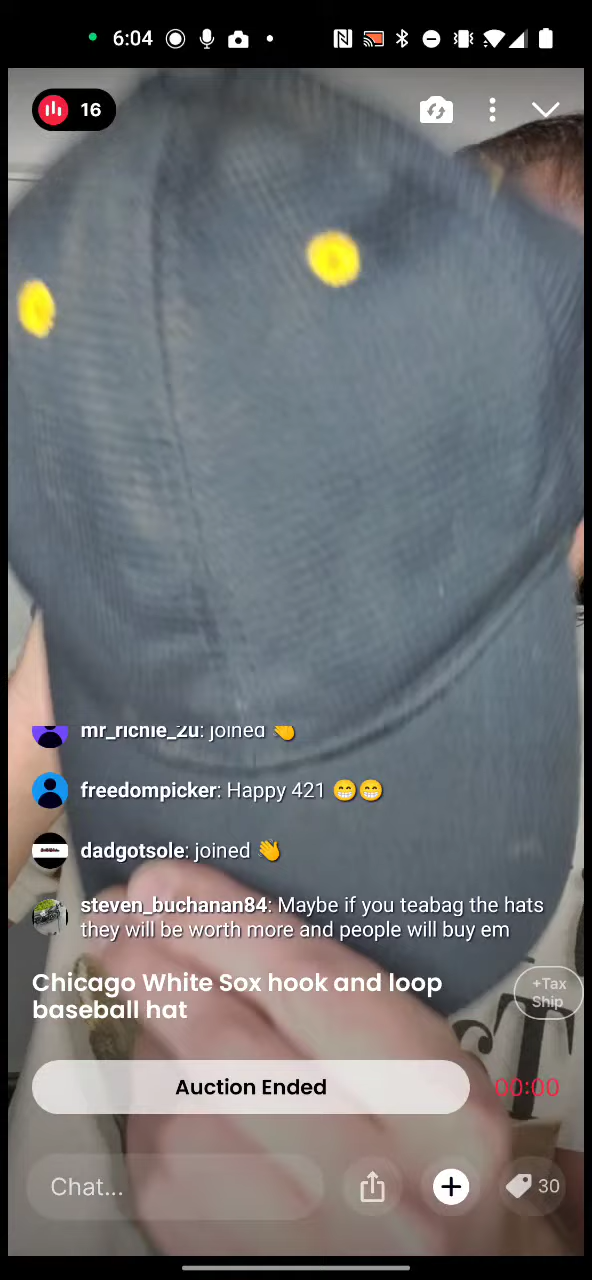 6:04
16
mr_richie_2u: joined 👋
freedompicker: Happy 421 😁😁
dadgotsole: joined 👋
steven_buchanan84: Maybe if you teabag the hats
they will be worth more and people will buy em
Chicago White Sox hook and loop
baseball hat
+Tax
Ship
Auction Ended
00:00
Chat...
30